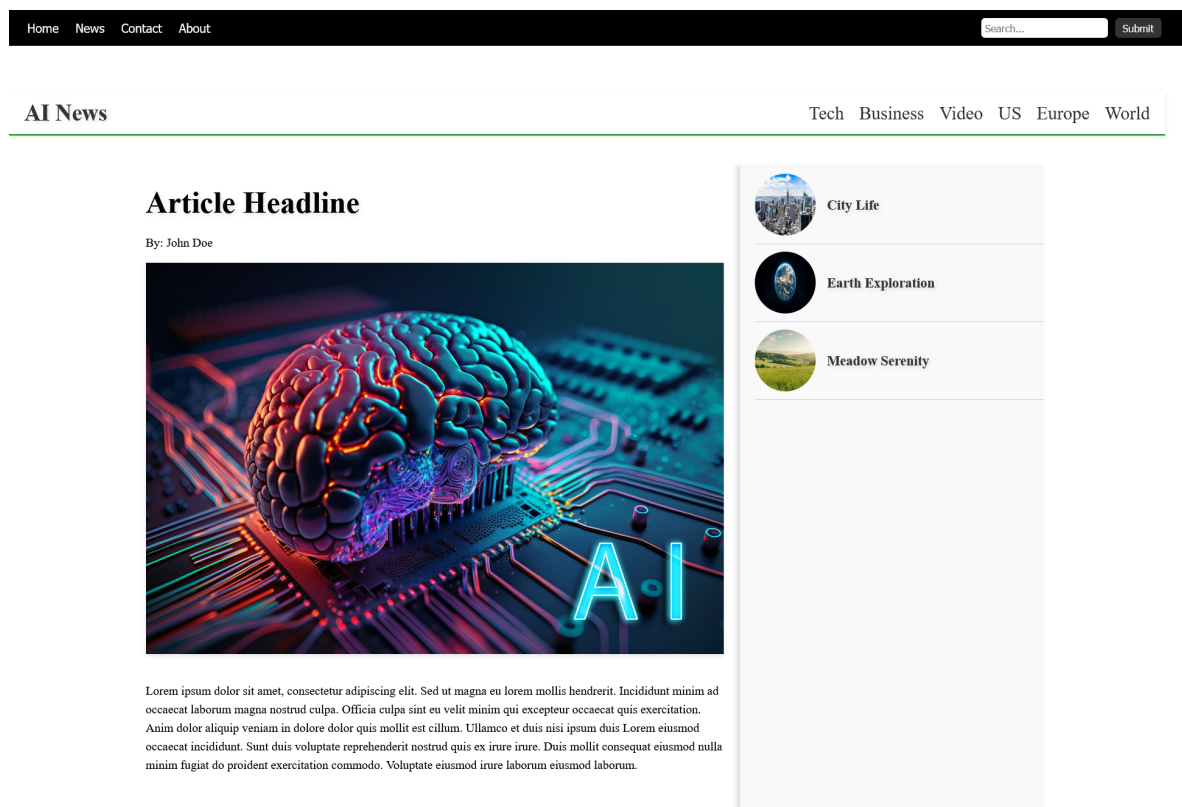 Home News Contact About
Search... Submit
AI News
Tech Business Video US Europe World
Article Headline
By: John Doe
AI
Lorem ipsum dolor sit amet, consectetur adipiscing elit. Sed ut magna eu lorem mollis hendrerit. Incididunt minim ad
occaecat laborum magna nostrud culpa. Officia culpa sint eu velit minim qui excepteur occaecat quis exercitation.
Anim dolor aliquip veniam in dolore dolor quis mollit est cillum. Ullamco et duis nisi ipsum duis Lorem eiusmod
occaecat incididunt. Sunt duis voluptate reprehenderit nostrud quis ex irure irure. Duis mollit consequat eiusmod nulla
minim fugiat do proident exercitation commodo. Voluptate eiusmod irure laborum eiusmod laborum.
City Life
Earth Exploration
Meadow Serenity